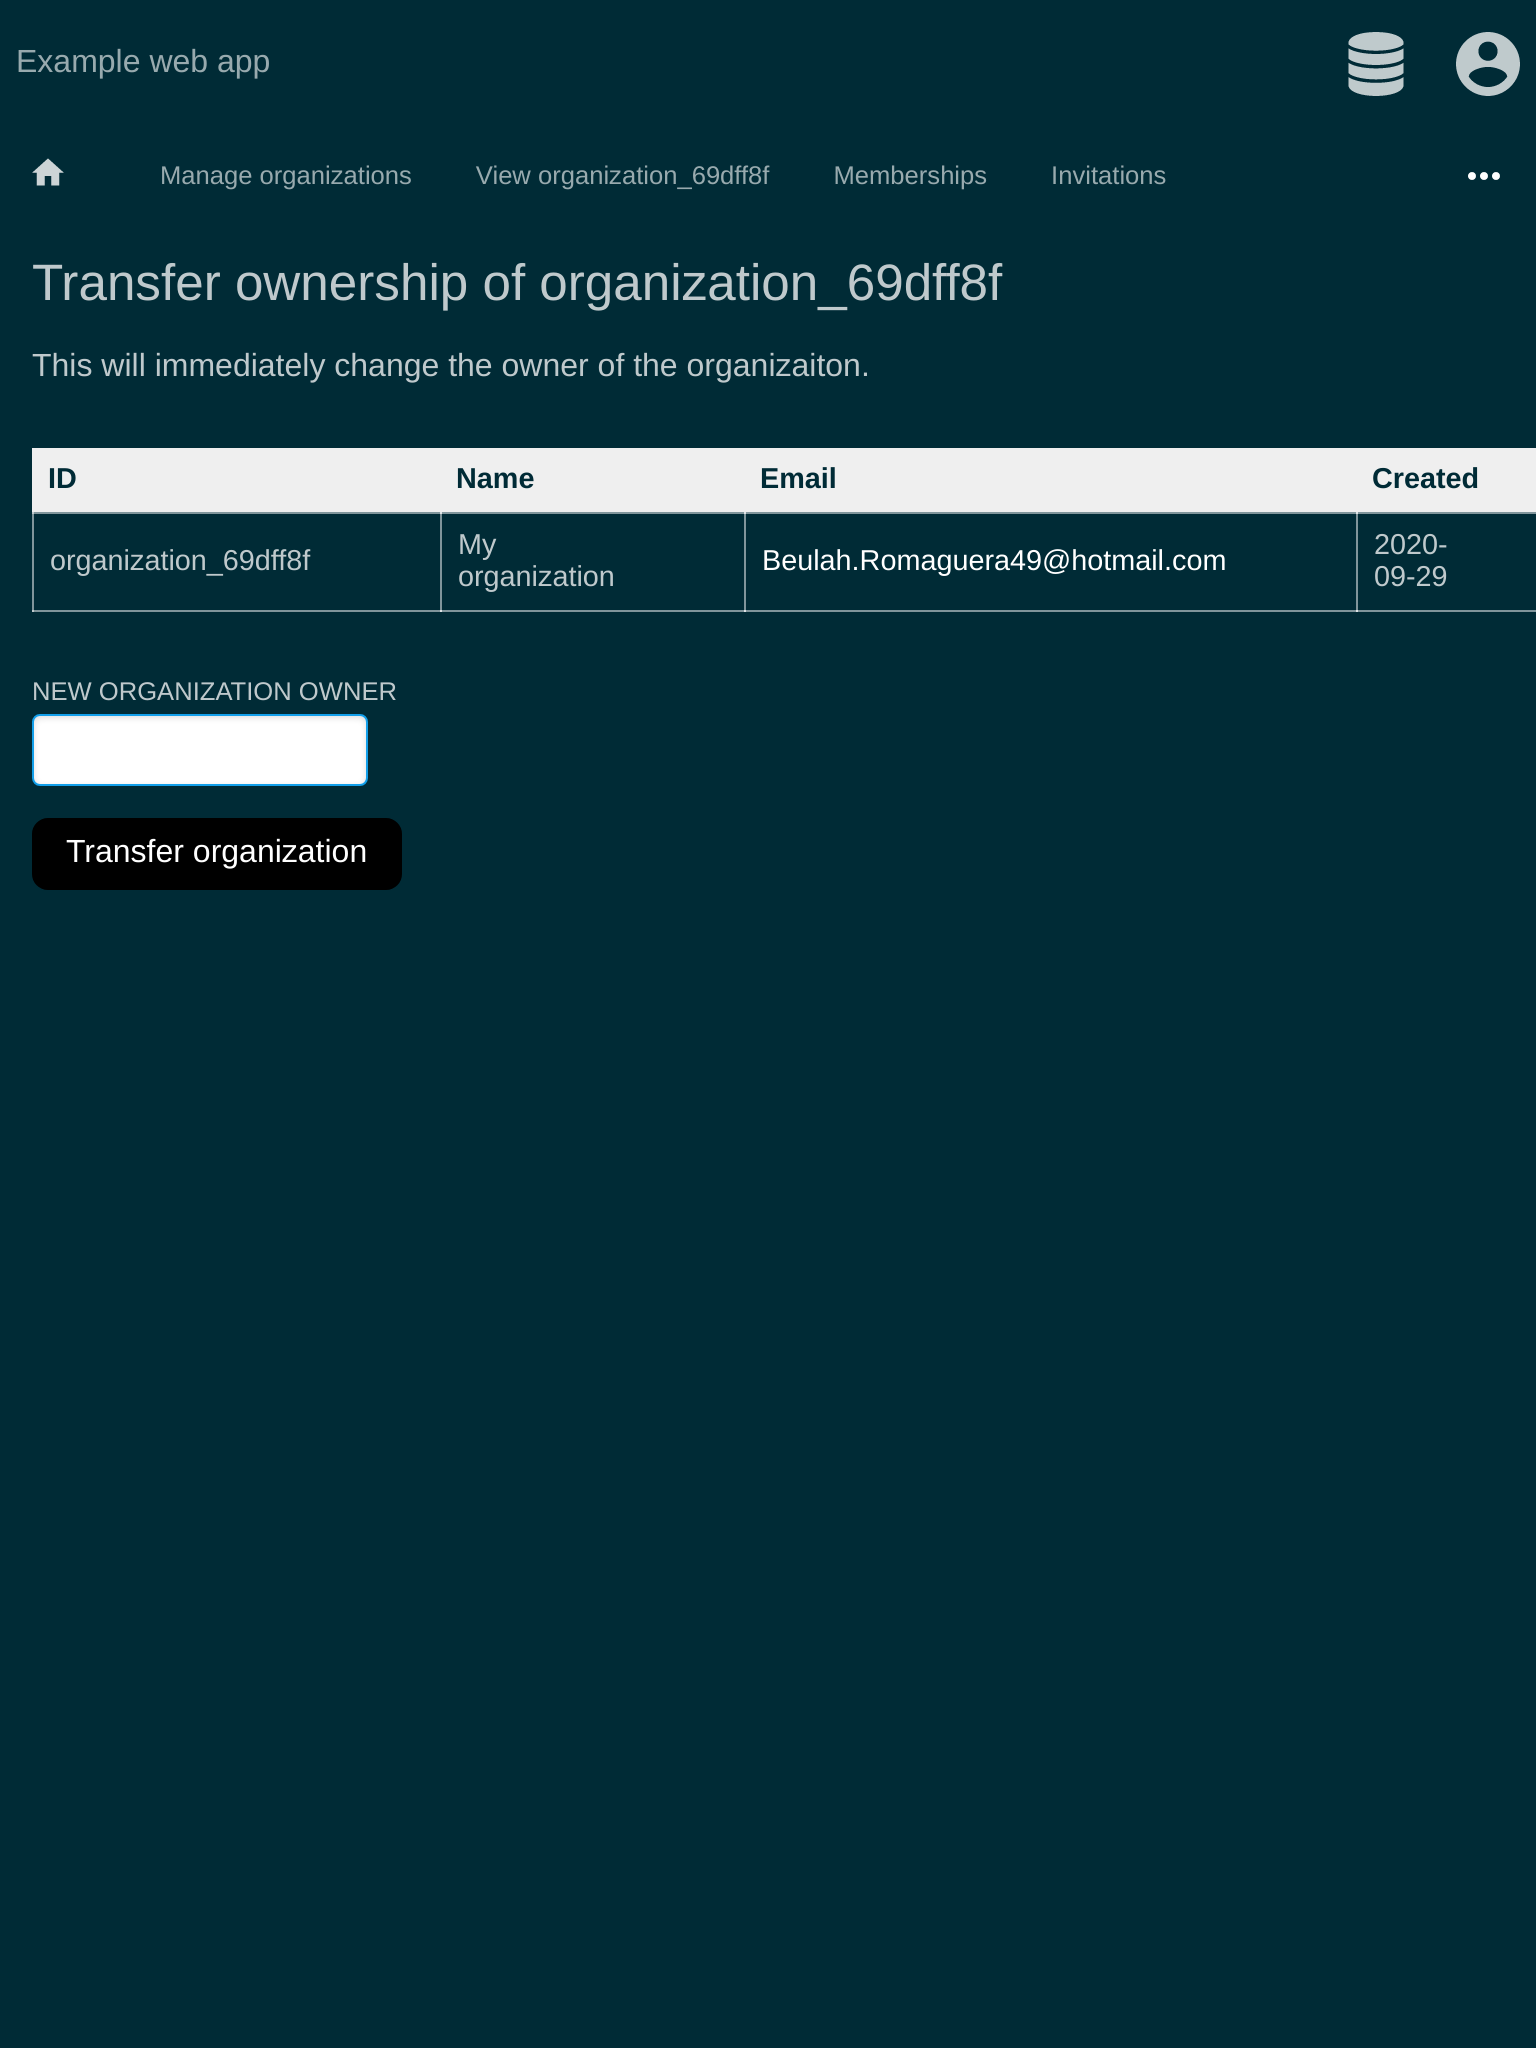 Example web app
Manage organizations View organization_69dff8f Memberships Invitations
Transfer ownership of organization_69dff8f
This will immediately change the owner of the organizaiton.
ID Name Email Created
organization_69dff8f My organization Beulah.Romaguera49@hotmail.com 2020-09-29
NEW ORGANIZATION OWNER
Transfer organization